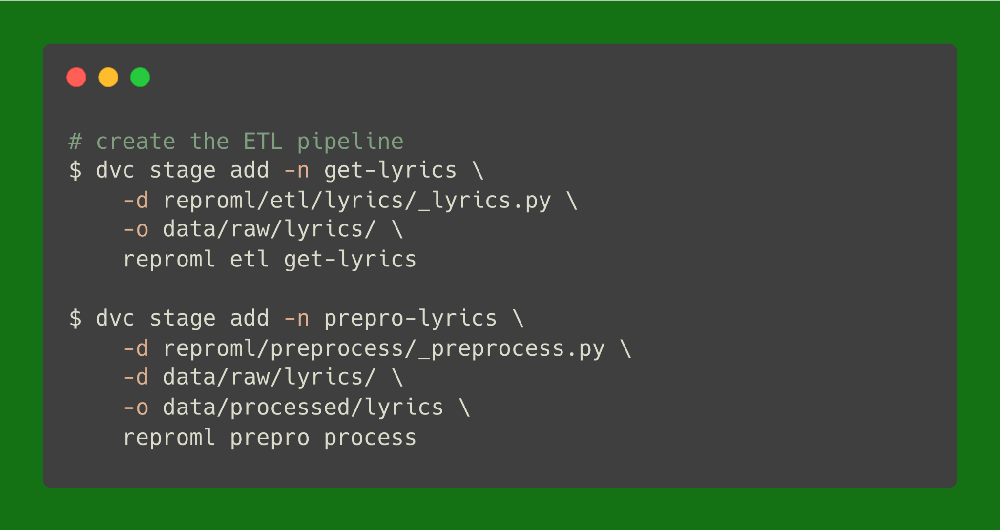 # create the ETL pipeline
$ dvc stage add -n get-lyrics \
    -d reproml/etl/lyrics/_lyrics.py \
    -o data/raw/lyrics/ \
    reproml etl get-lyrics

$ dvc stage add -n prepro-lyrics \
    -d reproml/preprocess/_preprocess.py \
    -d data/raw/lyrics/ \
    -o data/processed/lyrics \
    reproml prepro process